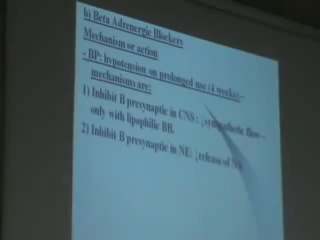 b) Beta Adrenergic Blockers
Mechanism or action
- BP: hypotension on prolonged use (4 weeks) –
mechanisms are:
1) Inhibit B presynaptic in CNS : ↓sympathetic flow –
only with lipophilic BB.
2) Inhibit B presynaptic in NE: ↓release of